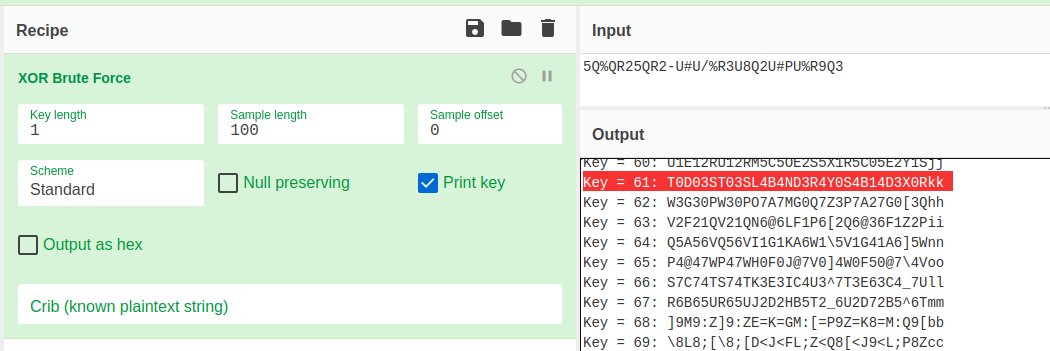 Recipe
XOR Brute Force
Key length
1
Sample length
100
Sample offset
0
Scheme
Standard
Null preserving
Print key
Output as hex
Crib (known plaintext string)
Input
5Q%QR25QR2-U#U/%R3U8Q2U#PU%R9Q3
Output
Key = 60: U1E12RU12RM5C5OE2S5X1R5C05E2Y1Sjj
Key = 61: T0D03ST03SL4B4ND3R4Y0S4B14D3X0Rkk
Key = 62: W3G30PW30PO7A7MG0Q7Z3P7A27G0[3Qhh
Key = 63: V2F21QV21QN6@6LF1P6[2Q6@36F1Z2Pii
Key = 64: Q5A56VQ56VI1G1KA6W1\5V1G41A6]5Wnn
Key = 65: P4@47WP47WH0F0J@7V0]4W0F50@7\4Voo
Key = 66: S7C74TS74TK3E3IC4U3^7T3E63C4_7Ull
Key = 67: R6B65UR65UJ2D2HB5T2_6U2D72B5^6Tmm
Key = 68: ]9M9:Z]9:ZE=K=GM:[=P9Z=K8=M:Q9[bb
Key = 69: \8L8;[\8;[D<J<FL;Z<Q8[<J9<L;P8Zcc